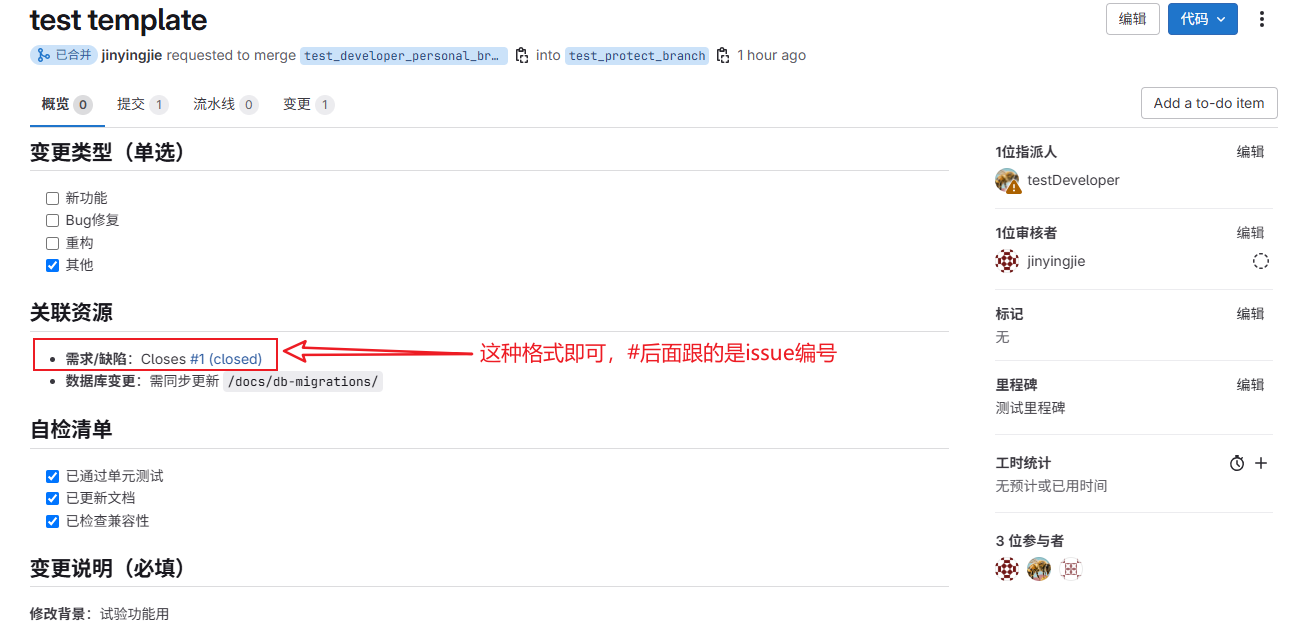 test template
编辑
代码
已合并 jinyingjie requested to merge test_developer_personal_br… into test_protect_branch 1 hour ago
概览 0 提交 1 流水线 0 变更 1
Add a to-do item
变更类型（单选）
新功能
Bug修复
重构
其他
关联资源
需求/缺陷：Closes #1 (closed)
这种格式即可，#后面跟的是issue编号
数据库变更：需同步更新 /docs/db-migrations/
自检清单
已通过单元测试
已更新文档
已检查兼容性
变更说明（必填）
修改背景：试验功能用
1位指派人 编辑
testDeveloper
1位审核者 编辑
jinyingjie
标记 编辑
无
里程碑 编辑
测试里程碑
工时统计
无预计或已用时间
3 位参与者